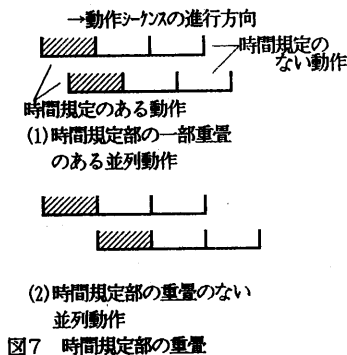 →動作シーケンスの進行方向
時間規定の
ない動作
時間規定のある動作
(1)時間規定部の一部重畳
のある並列動作
(2)時間規定部の重畳のない
並列動作
図7 時間規定部の重畳